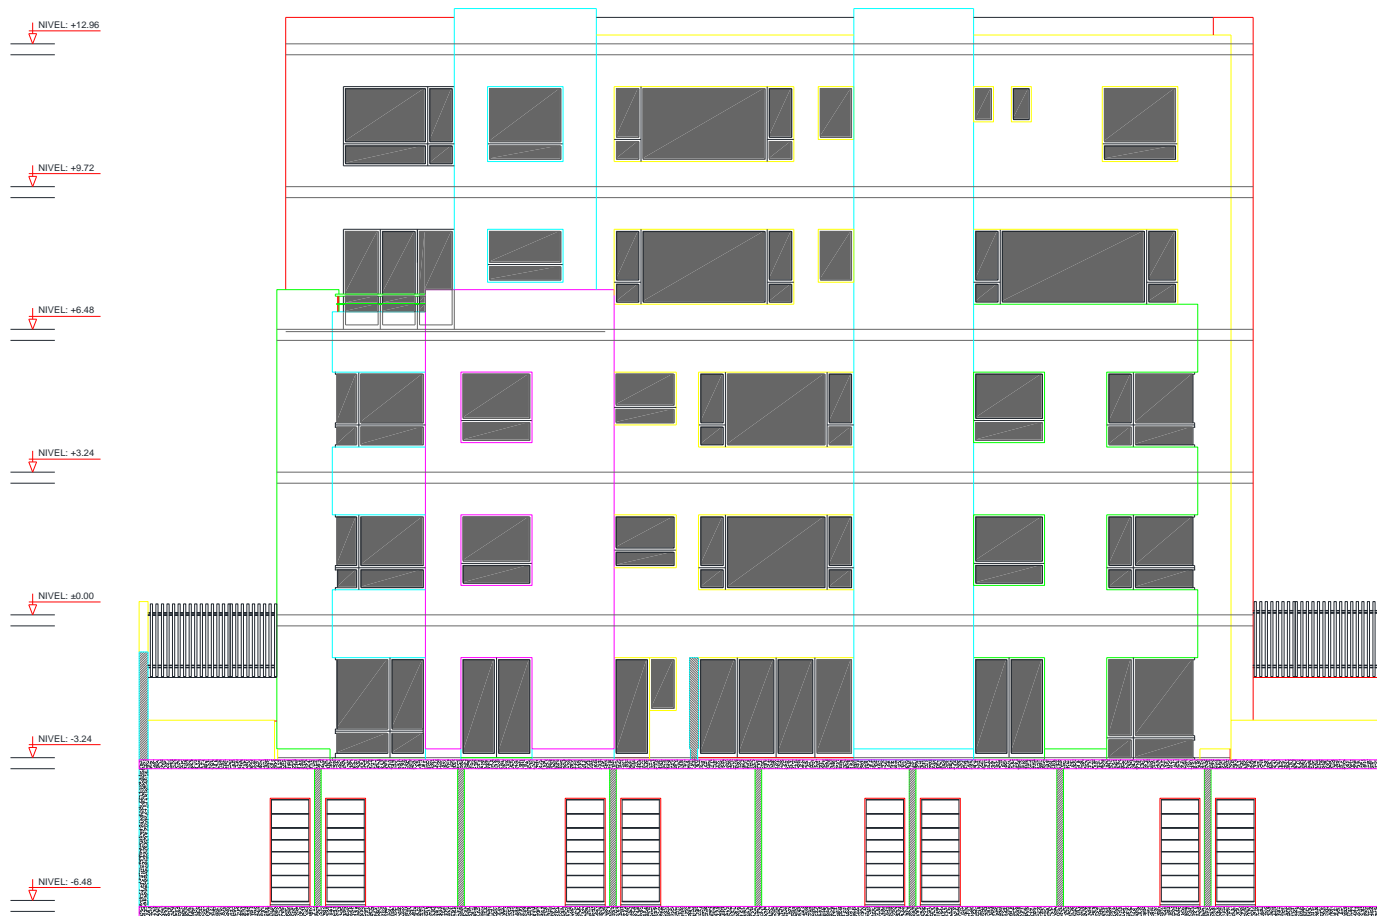 NIVEL: +12.96
NIVEL: +9.72
NIVEL: +6.48
NIVEL: +3.24
NIVEL: ±0.00
NIVEL: -3.24
NIVEL: -6.48